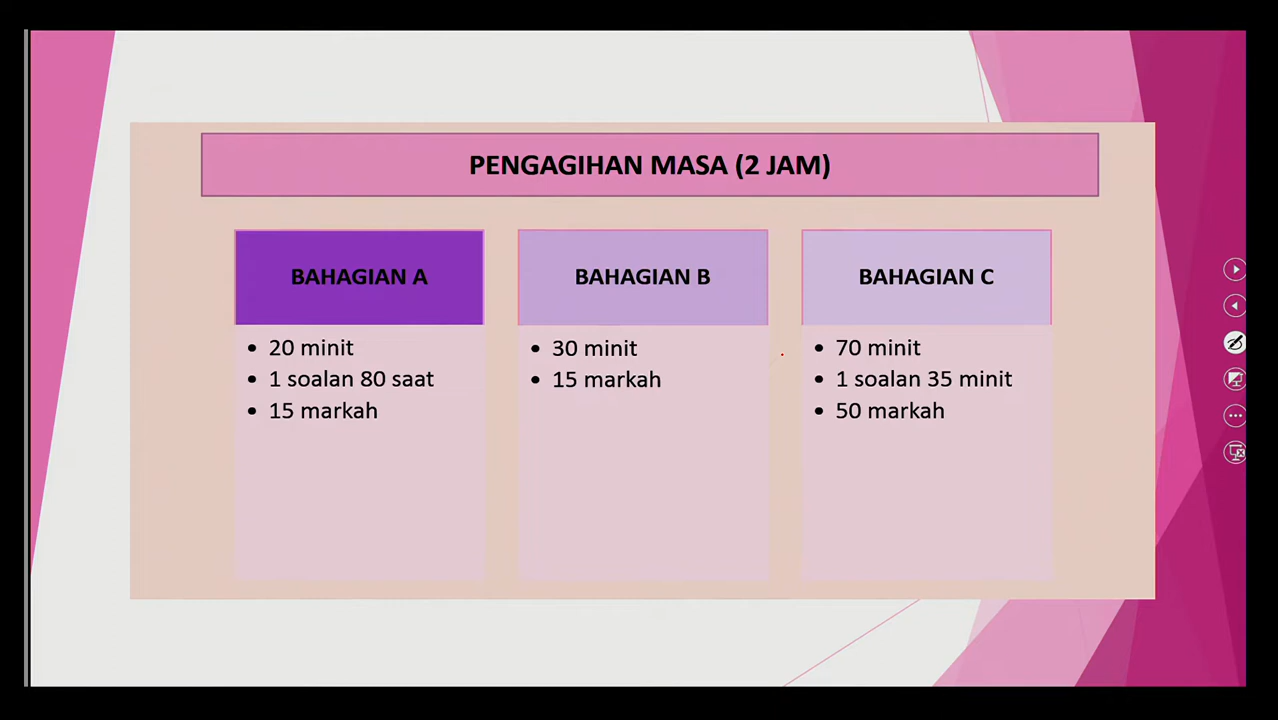 PENGAGIHAN MASA (2 JAM)
BAHAGIAN A
• 20 minit
• 1 soalan 80 saat
• 15 markah
BAHAGIAN B
• 30 minit
• 15 markah
BAHAGIAN C
• 70 minit
• 1 soalan 35 minit
• 50 markah